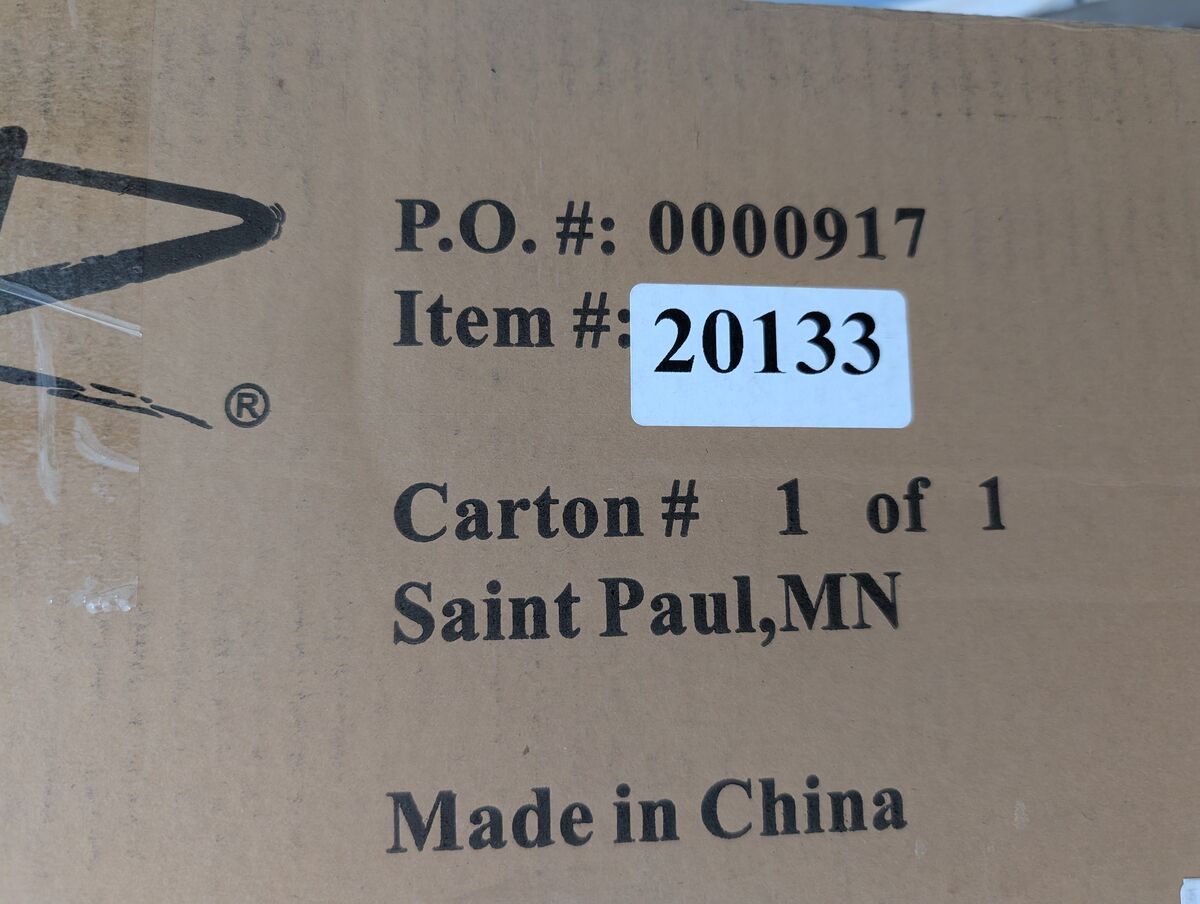 P.O. #: 0000917
Item #: 20133
®
Carton # 1 of 1
Saint Paul,MN
Made in China